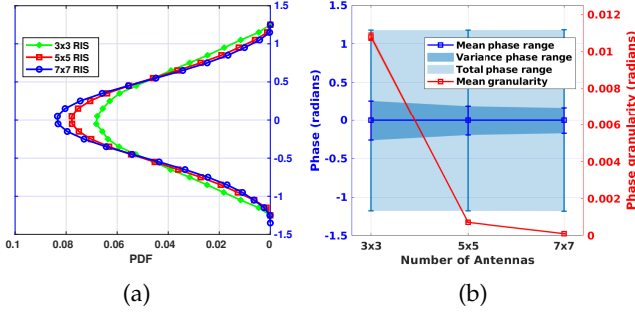 3x3 RIS
5x5 RIS
7x7 RIS
1.5
1
0.5
0
-0.5
-1
-1.5
0.1
0.08
0.06
0.04
0.02
0
PDF
(a)
Phase (radians)
1.5
1
0.5
0
-0.5
-1
-1.5
Mean phase range
Variance phase range
Total phase range
Mean granularity
0.012
0.01
0.008
0.006
0.004
0.002
0
Phase granularity (radians)
3x3
5x5
7x7
Number of Antennas
(b)